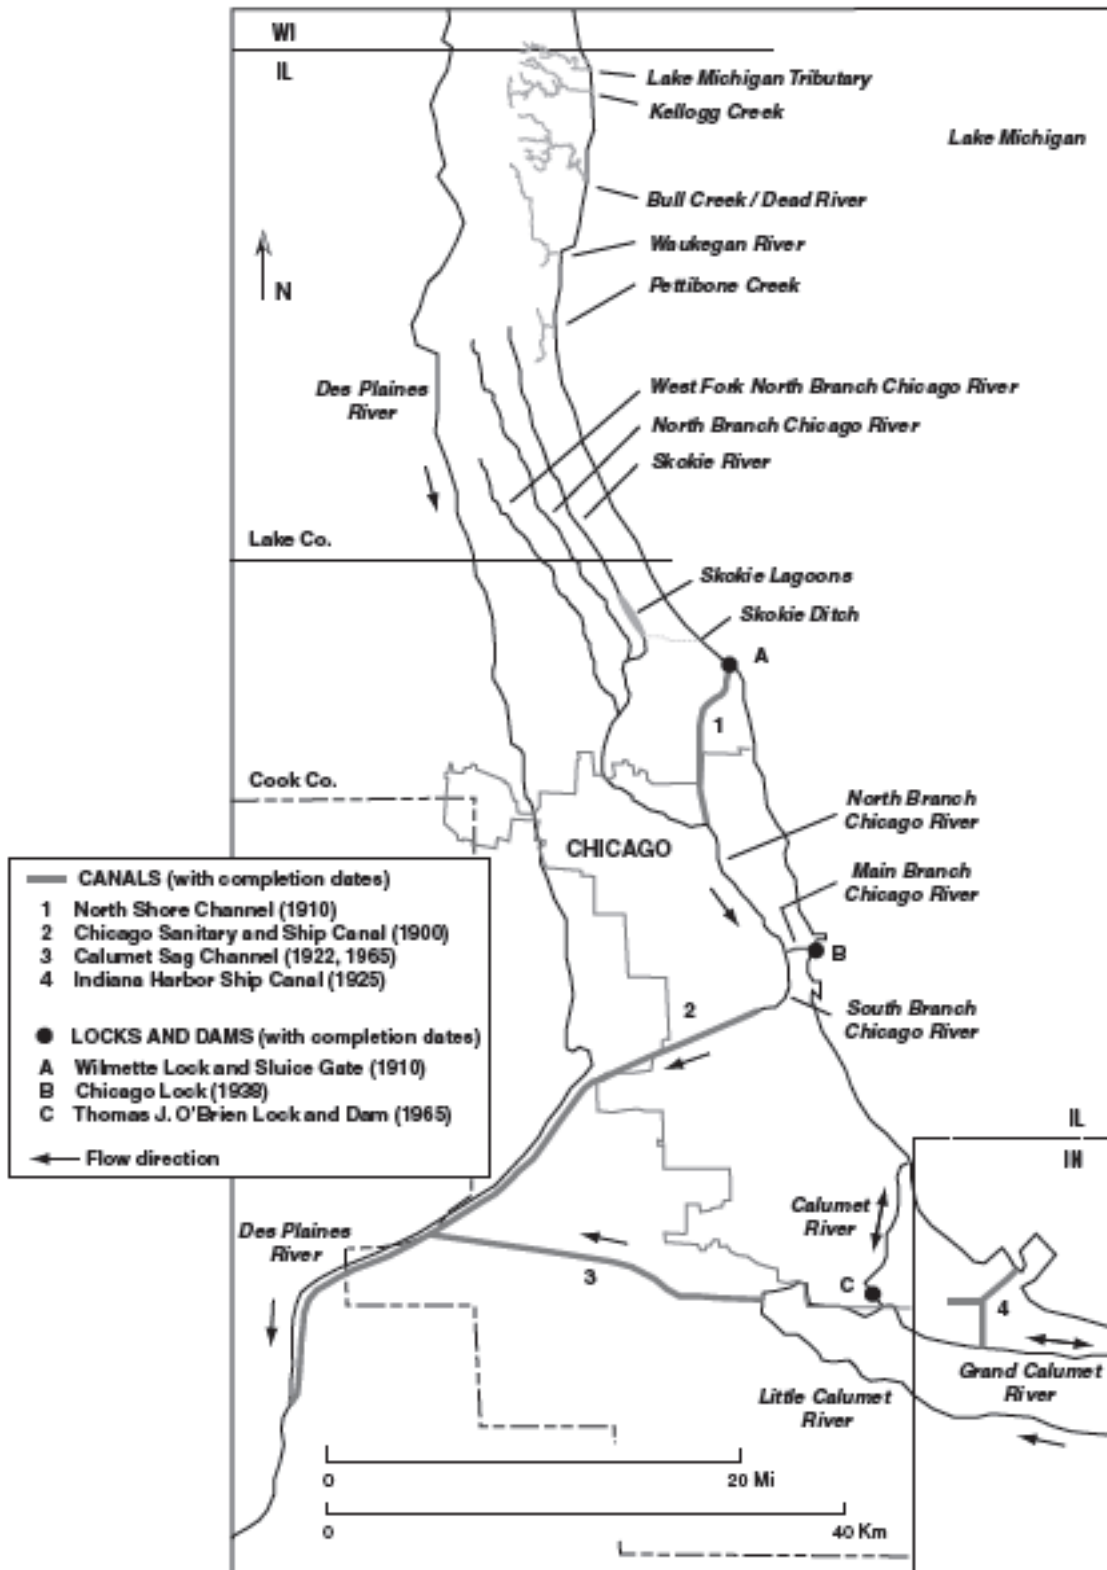 WI
IL
Lake Michigan Tributary
Kellogg Creek
Lake Michigan
Bull Creek / Dead River
Waukegan River
N
Pettibone Creek
Des Plaines
River
West Fork North Branch Chicago River
North Branch Chicago River
Skokie River
Lake Co.
Skokie Lagoons
Skokie Ditch
A
1
Cook Co.
North Branch
Chicago River
CHICAGO
Main Branch
Chicago River
B
2
South Branch
Chicago River
CANALS (with completion dates)
1 North Shore Channel (1910)
2 Chicago Sanitary and Ship Canal (1900)
3 Calumet Sag Channel (1922, 1965)
4 Indiana Harbor Ship Canal (1925)
LOCKS AND DAMS (with completion dates)
A Wilmette Lock and Sluice Gate (1910)
B Chicago Lock (1938)
C Thomas J. O'Brien Lock and Dam (1965)
Flow direction
IL
IN
Calumet
River
Des Plaines
River
3
C
4
Grand Calumet
River
Little Calumet
River
0 20 Mi
0 40 Km